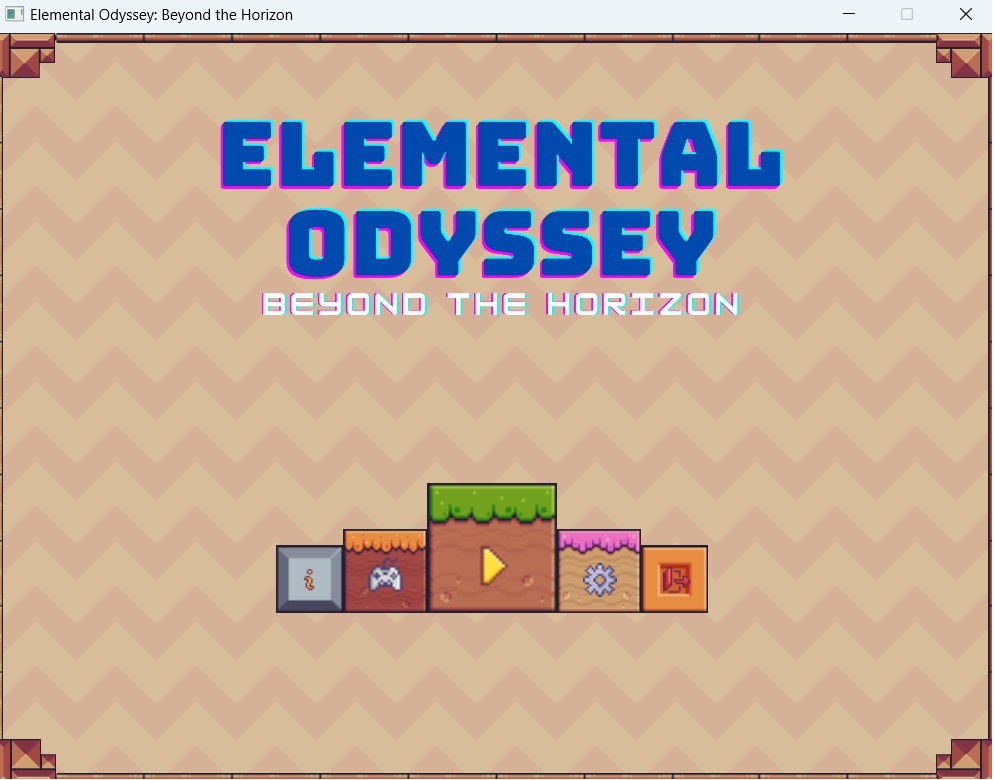 Elemental Odyssey: Beyond the Horizon
ELEMENTAL
ODYSSEY
BEYOND THE HORIZON
i